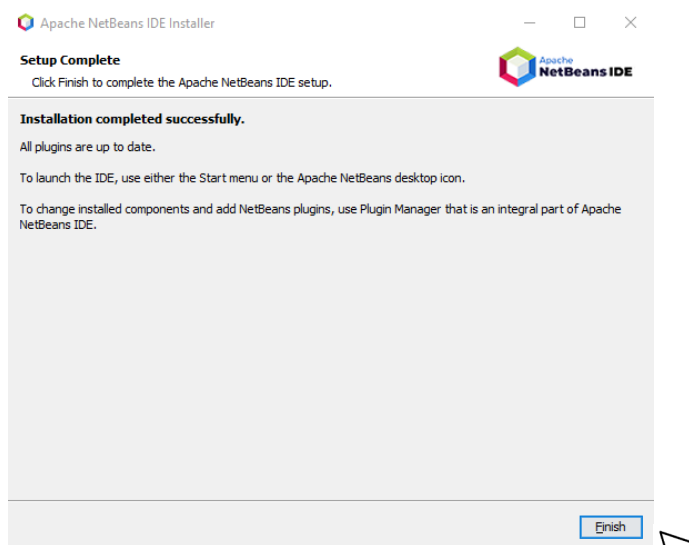 Apache NetBeans IDE Installer
Setup Complete
Click Finish to complete the Apache NetBeans IDE setup.
Apache
NetBeans IDE
Installation completed successfully.
All plugins are up to date.
To launch the IDE, use either the Start menu or the Apache NetBeans desktop icon.
To change installed components and add NetBeans plugins, use Plugin Manager that is an integral part of Apache
NetBeans IDE.
Finish